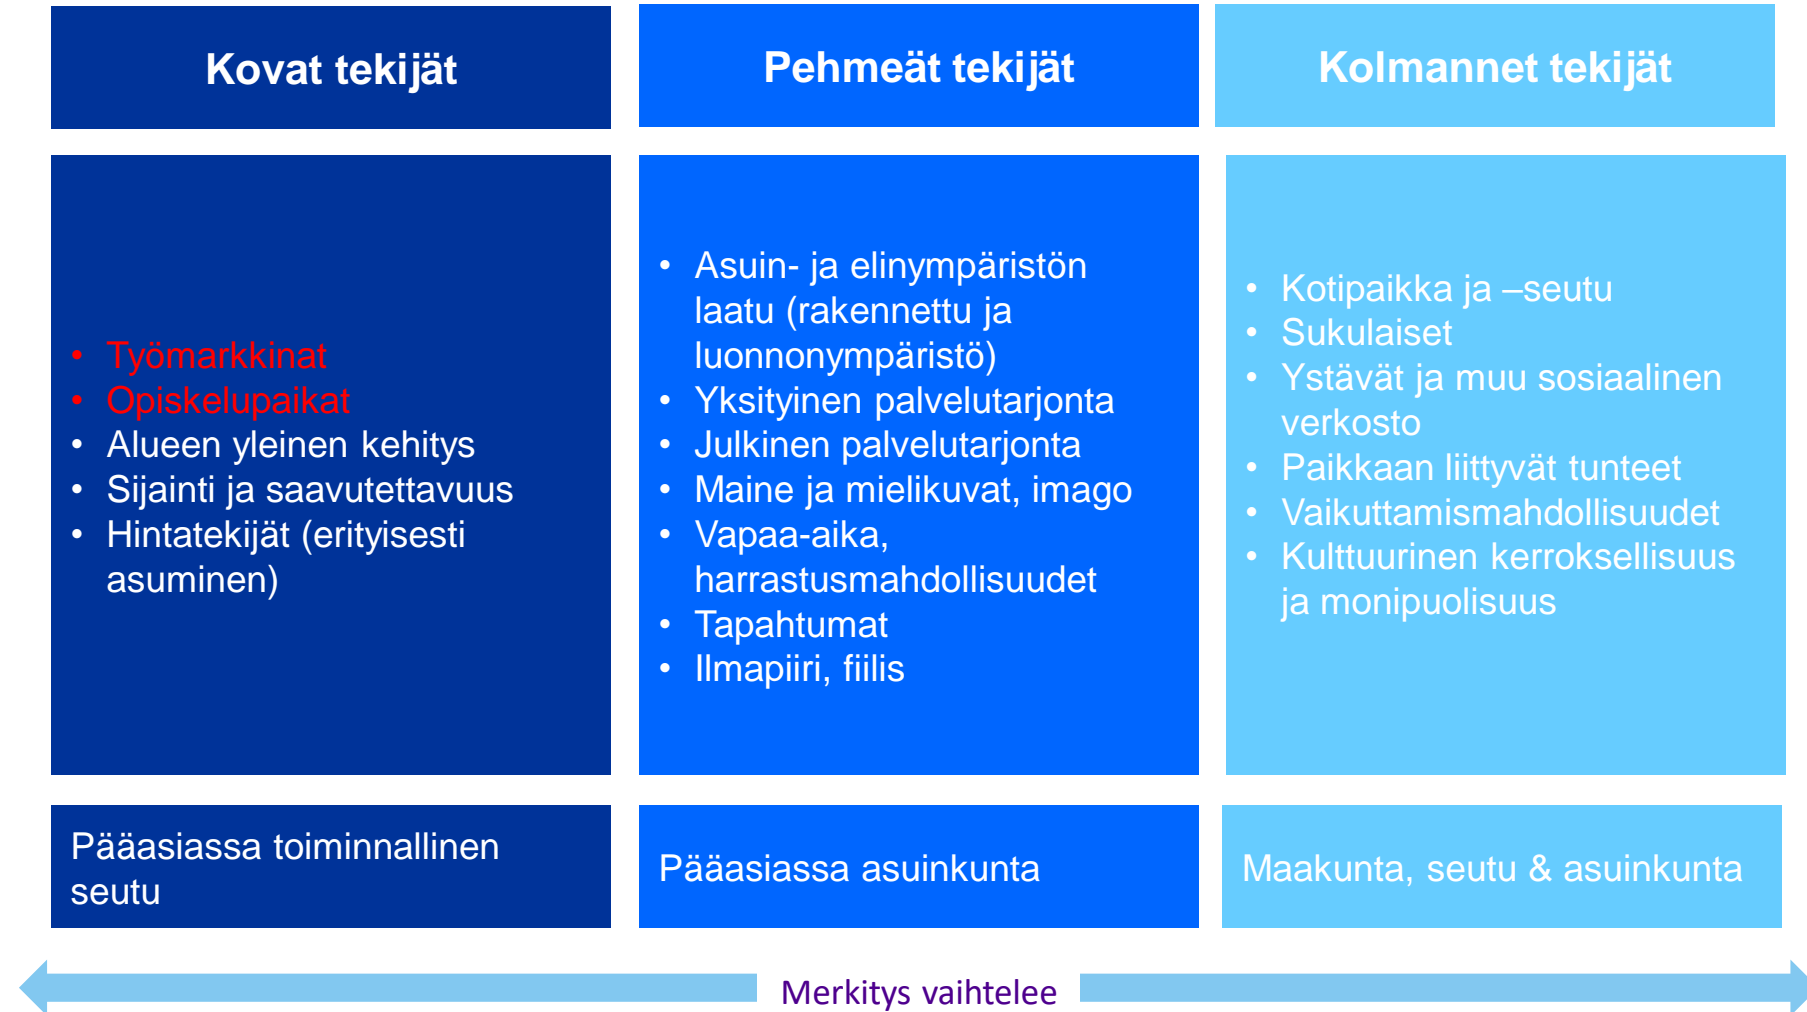 Kovat tekijät
Pehmeät tekijät
Kolmannet tekijät
• Työmarkkinat
• Opiskelupaikat
• Alueen yleinen kehitys
• Sijainti ja saavutettavuus
• Hintatekijät (erityisesti
asuminen)
• Asuin- ja elinympäristön
laatu (rakennettu ja
luonnonympäristö)
• Yksityinen palvelutarjonta
• Julkinen palvelutarjonta
• Maine ja mielikuvat, imago
• Vapaa-aika,
harrastusmahdollisuudet
• Tapahtumat
• Ilmapiiri, fiilis
• Kotipaikka ja –seutu
• Sukulaiset
• Ystävät ja muu sosiaalinen
verkosto
• Paikkaan liittyvät tunteet
• Vaikuttamismahdollisuudet
• Kulttuurinen kerroksellisuus
ja monipuolisuus
Pääasiassa toiminnallinen
seutu
Pääasiassa asuinkunta
Maakunta, seutu & asuinkunta
Merkitys vaihtelee